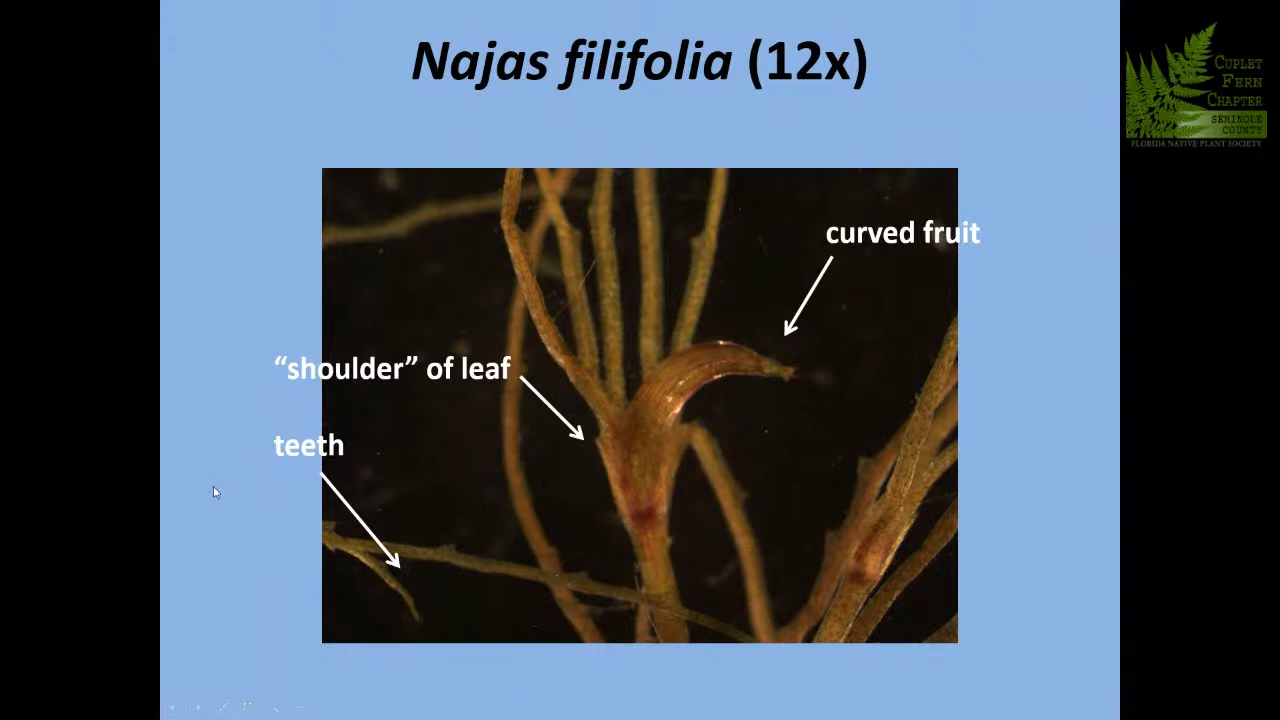 Najas filifolia (12x)
CUPLET
FERN
CHAPTER
SEMINOLE
COUNTY
FLORIDA NATIVE PLANT SOCIETY
curved fruit
“shoulder” of leaf
teeth